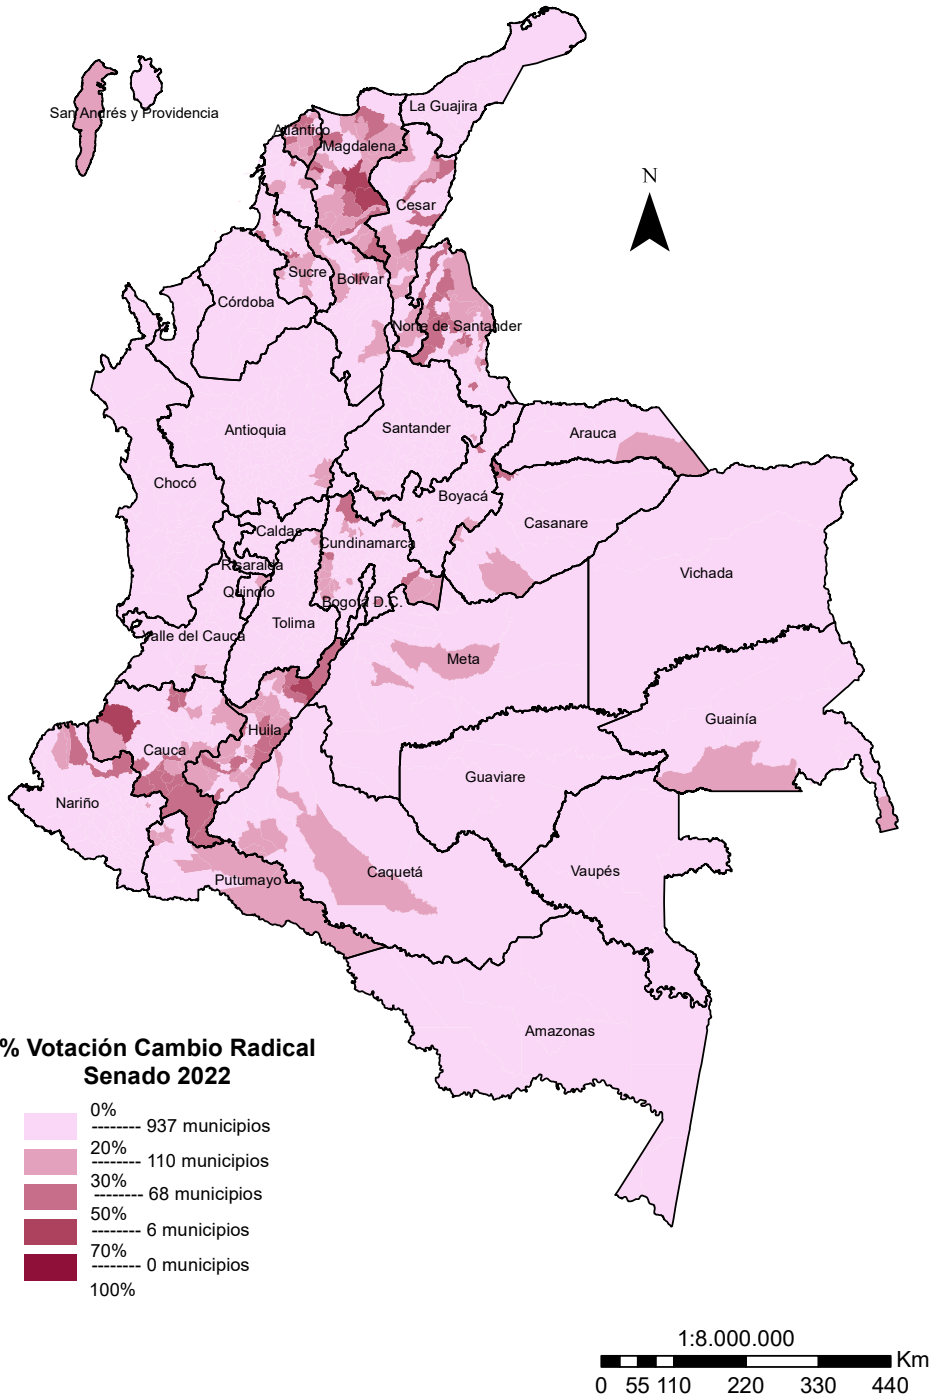 La Guajira
San Andrés y Providencia
Atlántico
Magdalena
N
Cesar
Sucre
Bolívar
Córdoba
Norte de Santander
Antioquia
Santander
Arauca
Chocó
Boyacá
Casanare
Caldas
Cundinamarca
Risaralda
Quindío
Vichada
Bogotá D.C.
Tolima
Valle del Cauca
Meta
Guainía
Huila
Cauca
Guaviare
Nariño
Caquetá
Vaupés
Putumayo
Amazonas
% Votación Cambio Radical
Senado 2022
0%
-------- 937 municipios
20%
-------- 110 municipios
30%
-------- 68 municipios
50%
-------- 6 municipios
70%
-------- 0 municipios
100%
1:8.000.000
Km
0 55 110 220 330 440